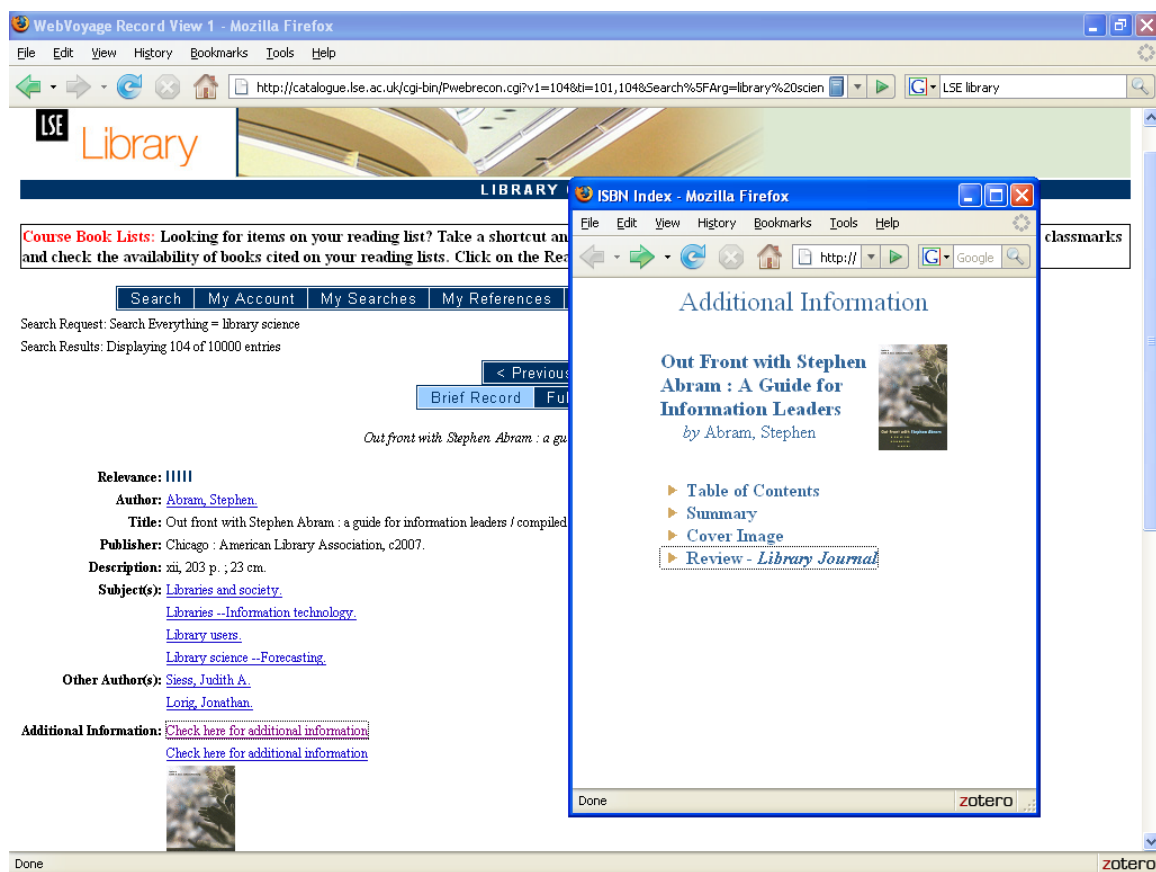 WebVoyage Record View 1 - Mozilla Firefox
File Edit View History Bookmarks Tools Help
http://catalogue.lse.ac.uk/cgi-bin/Pwebrecon.cgi?v1=104&ti=101,104&Search%5FArg=library%20scien
G LSE library
LSE Library
LIBRARY
Course Book Lists: Looking for items on your reading list? Take a shortcut an classmarks
and check the availability of books cited on your reading lists. Click on the Rea
Search My Account My Searches My References
Search Request: Search Everything = library science
Search Results: Displaying 104 of 10000 entries
< Previous
Brief Record Ful
Out front with Stephen Abram : a gu
Relevance:
Author: Abram, Stephen.
Title: Out front with Stephen Abram : a guide for information leaders / compiled
Publisher: Chicago : American Library Association, c2007.
Description: xii, 203 p. ; 23 cm.
Subject(s): Libraries and society.
Libraries --Information technology.
Library users.
Library science --Forecasting.
Other Author(s): Siess, Judith A.
Lorig, Jonathan.
Additional Information: Check here for additional information
Check here for additional information
Done
zotero
ISBN Index - Mozilla Firefox
File Edit View History Bookmarks Tools Help
http://
G Google
Additional Information
Out Front with Stephen
Abram : A Guide for
Information Leaders
by Abram, Stephen
Out front with Stephen Abram
Table of Contents
Summary
Cover Image
Review - Library Journal
Done
zotero